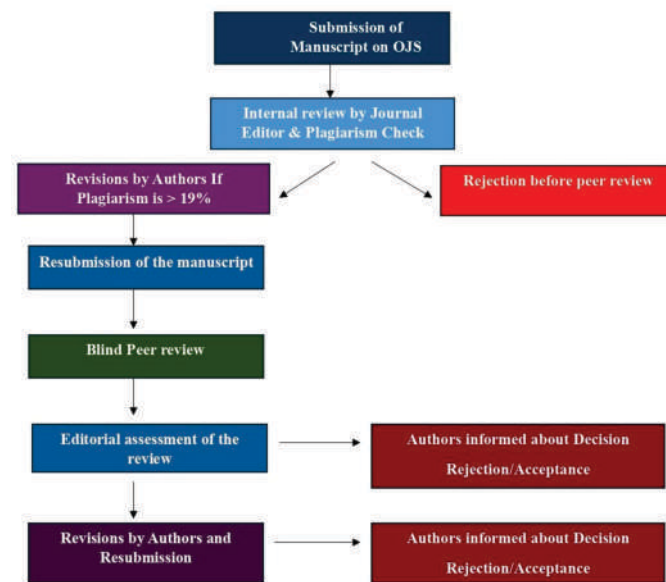 Submission of
Manuscript on OJS
Internal review by Journal
Editor & Plagiarism Check
Revisions by Authors If
Plagiarism is > 19%
Rejection before peer review
Resubmission of the manuscript
Blind Peer review
Editorial assessment of the
review
Authors informed about Decision
Rejection/Acceptance
Revisions by Authors and
Resubmission
Authors informed about Decision
Rejection/Acceptance